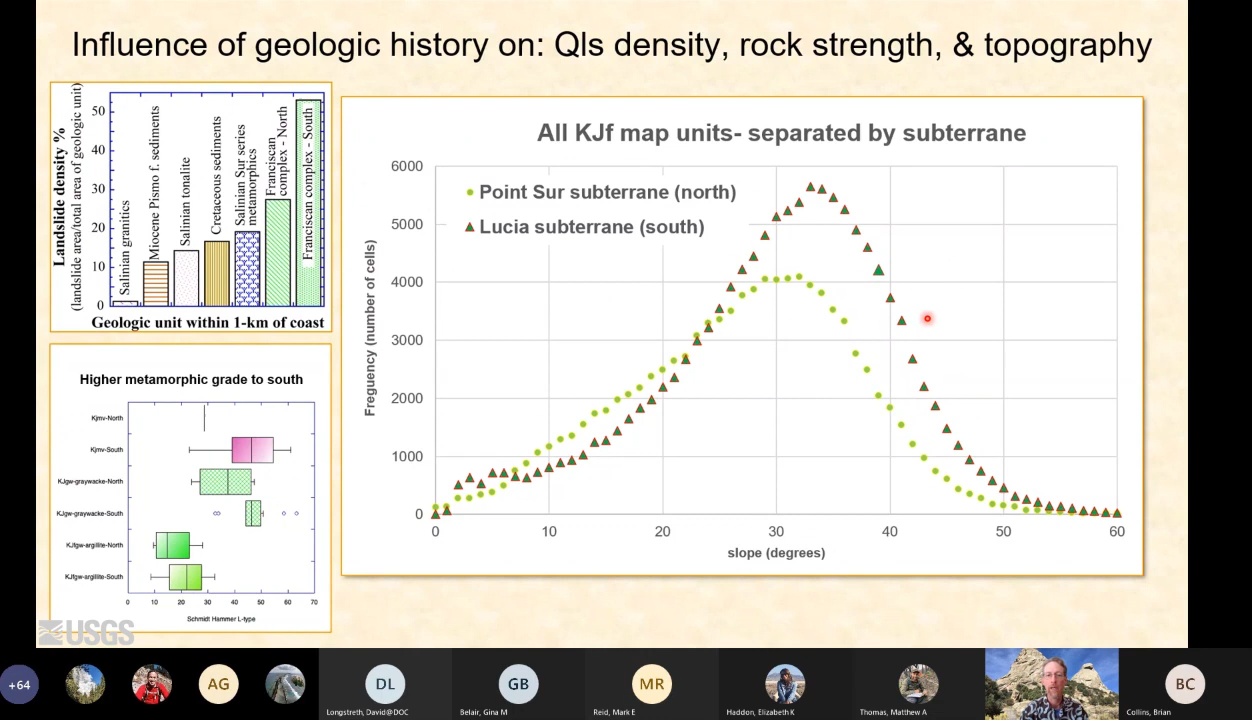 Influence of geologic history on: Qls density, rock strength, & topography
Landslide density %
(landslide area/total area of geologic unit)
50
40
30
20
10
0
Salinian granitics
Miocene Pismo f. sediments
Salinian tonalite
Cretaceous sediments
Salinian Sur series
metamorphics
Franciscan
complex - North
Franciscan complex - South
Geologic unit within 1-km of coast
Higher metamorphic grade to south
Kjmv-North
Kjmv-South
KJgw-graywacke-North
KJgw-graywacke-South
KJfgw-argillite-North
KJfgw-argillite-South
0 10 20 30 40 50 60 70
Schmidt Hammer L-type
USGS
All KJf map units- separated by subterrane
Point Sur subterrane (north)
Lucia subterrane (south)
Freguency (number of cells)
6000
5000
4000
3000
2000
1000
0
0 10 20 30 40 50 60
slope (degrees)
+64
AG
DL
GB
MR
BC
Longstreth, David@DOC
Belair, Gina M
Reid, Mark E
Haddon, Elizabeth K
Thomas, Matthew A
Collins, Brian